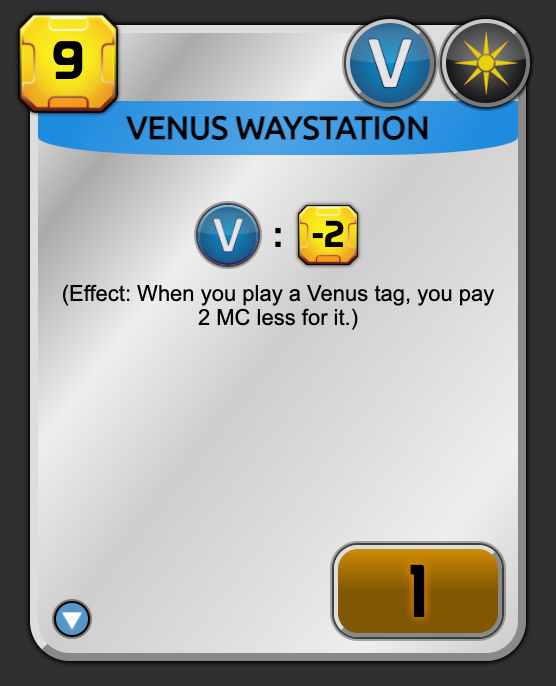 9
V
VENUS WAYSTATION
V : -2
(Effect: When you play a Venus tag, you pay
2 MC less for it.)
1